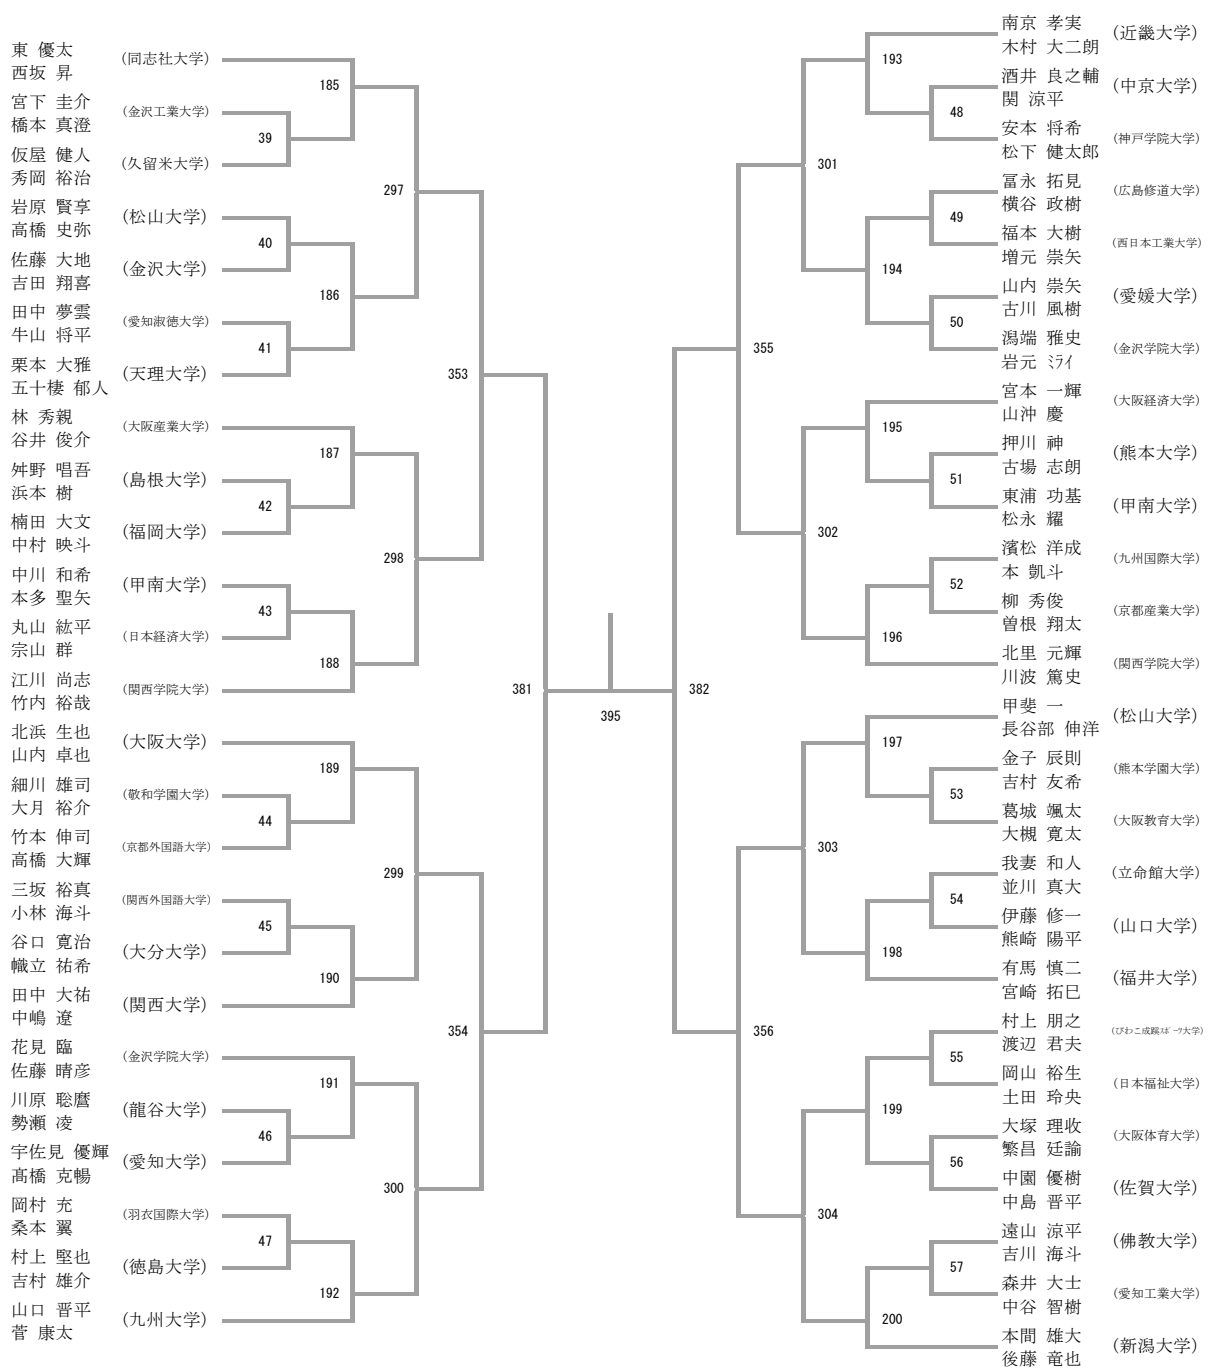 東 優太
西坂 昇
(同志社大学)
宮下 圭介
橋本 真澄
(金沢工業大学)
仮屋 健人
秀岡 裕治
(久留米大学)
岩原 賢享
高橋 史弥
(松山大学)
佐藤 大地
吉田 翔喜
(金沢大学)
田中 夢雲
牛山 将平
(愛知淑徳大学)
栗本 大雅
五十棲 郁人
(天理大学)
林 秀親
谷井 俊介
(大阪産業大学)
舛野 唱吾
浜本 樹
(島根大学)
楠田 大文
中村 映斗
(福岡大学)
中川 和希
本多 聖矢
(甲南大学)
丸山 紘平
宗山 群
(日本経済大学)
江川 尚志
竹内 裕哉
(関西学院大学)
北浜 生也
山内 卓也
(大阪大学)
細川 雄司
大月 裕介
(敬和学園大学)
竹本 伸司
高橋 大輝
(京都外国語大学)
三坂 裕真
小林 海斗
(関西外国語大学)
谷口 寛治
幟立 祐希
(大分大学)
田中 大祐
中嶋 遼
(関西大学)
花見 臨
佐藤 晴彦
(金沢学院大学)
川原 聡麿
勢瀬 凌
(龍谷大学)
宇佐見 優輝
髙橋 克暢
(愛知大学)
岡村 充
桑本 翼
(羽衣国際大学)
村上 堅也
吉村 雄介
(徳島大学)
山口 晋平
菅 康太
(九州大学)
185
39
297
40
186
41
353
187
42
298
43
188
381
189
44
299
45
190
354
191
46
300
47
192
395
382
193
48
301
49
194
50
355
195
51
302
52
196
197
53
303
54
198
356
55
199
56
304
57
200
南京 孝実
木村 大二朗
(近畿大学)
酒井 良之輔
関 涼平
(中京大学)
安本 将希
松下 健太郎
(神戸学院大学)
冨永 拓見
横谷 政樹
(広島修道大学)
福本 大樹
増元 崇矢
(西日本工業大学)
山内 崇矢
古川 風樹
(愛媛大学)
潟端 雅史
岩元 ﾐﾗｲ
(金沢学院大学)
宮本 一輝
山沖 慶
(大阪経済大学)
押川 神
古場 志朗
(熊本大学)
東浦 功基
松永 耀
(甲南大学)
濱松 洋成
本 凱斗
(九州国際大学)
柳 秀俊
曽根 翔太
(京都産業大学)
北里 元輝
川波 篤史
(関西学院大学)
甲斐 一
長谷部 伸洋
(松山大学)
金子 辰則
吉村 友希
(熊本学園大学)
葛城 颯太
大槻 寛太
(大阪教育大学)
我妻 和人
並川 真大
(立命館大学)
伊藤 修一
熊崎 陽平
(山口大学)
有馬 慎二
宮崎 拓巳
(福井大学)
村上 朋之
渡辺 君夫
(びわこ成蹊ｽﾎﾟｰﾂ大学)
岡山 裕生
土田 玲央
(日本福祉大学)
大塚 理收
繁昌 廷諭
(大阪体育大学)
中園 優樹
中島 晋平
(佐賀大学)
遠山 涼平
吉川 海斗
(佛教大学)
森井 大士
中谷 智樹
(愛知工業大学)
本間 雄大
後藤 竜也
(新潟大学)